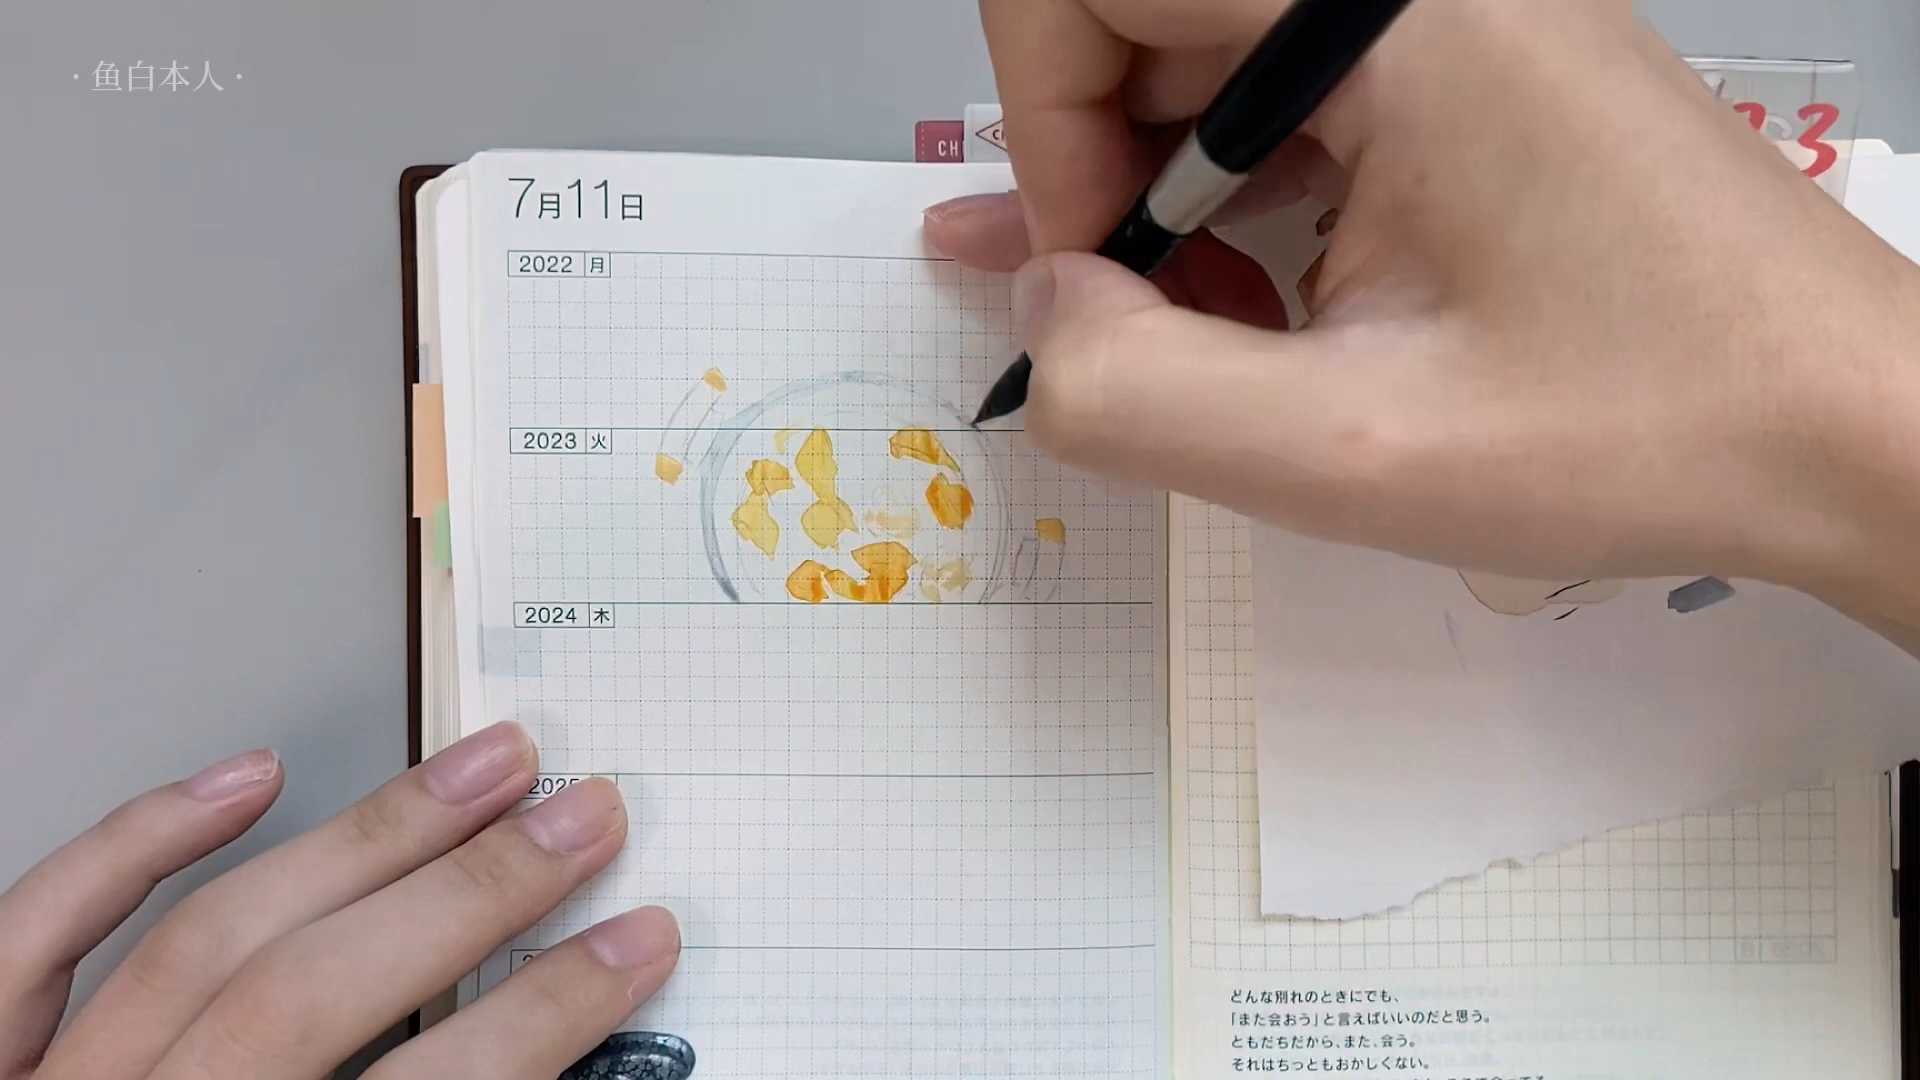 ·鱼白本人·
CH
7月11日
2022 月
2023 火
2024 木
2025
どんな別れのときにでも、
「また会おう」と言えばいいのだと思う。
ともだちだから、また、会う。
それはちっともおかしくない。